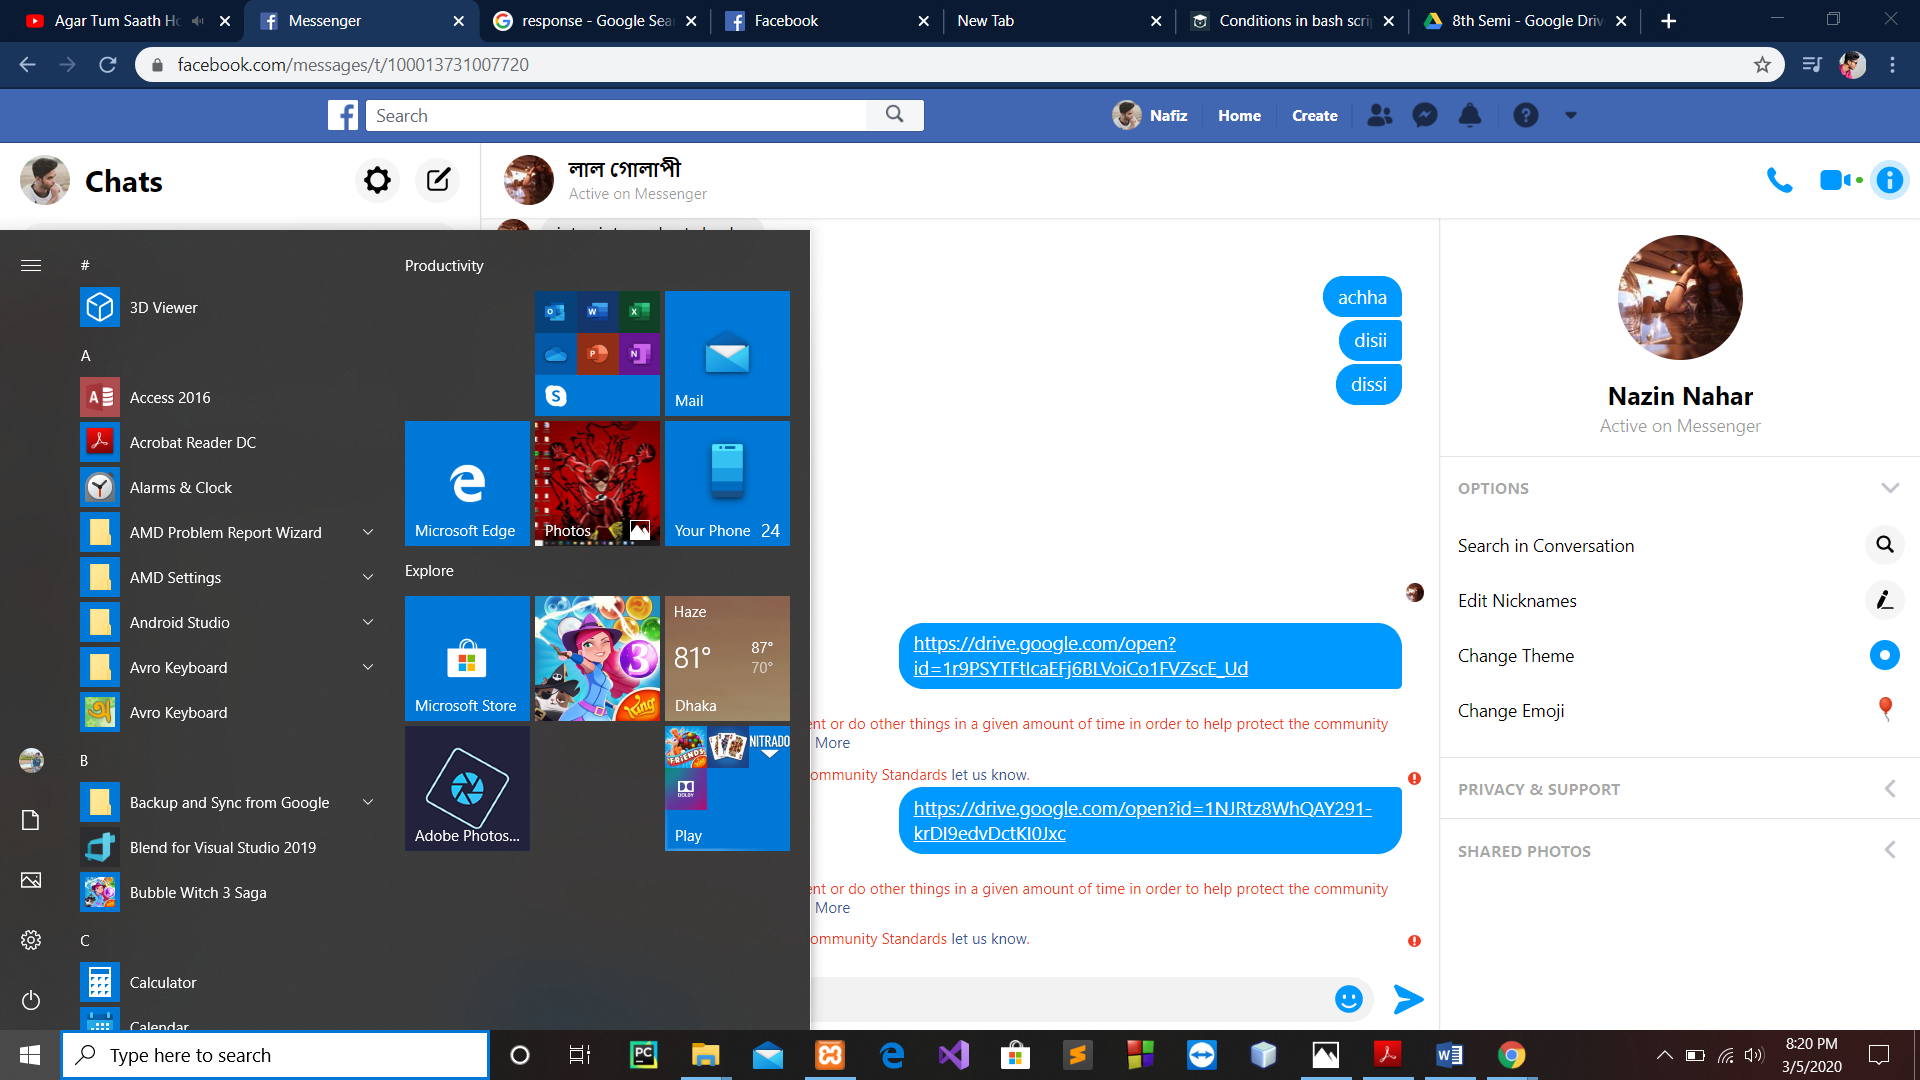 Agar Tum Saath Ho
Messenger
response - Google Sea
Facebook
New Tab
Conditions in bash scrip
8th Semi - Google Driv
facebook.com/messages/t/100013731007720
Search
Nafiz
Home
Create
Chats
লাল গোলাপী
Active on Messenger
achha
disii
dissi
https://drive.google.com/open?
id=1r9PSYTFtIcaEFj6BLVoiCo1FVZscE_Ud
ent or do other things in a given amount of time in order to help protect the community
More
ommunity Standards let us know.
https://drive.google.com/open?id=1NJRtz8WhQAY291-
krDI9edvDctKI0Jxc
ent or do other things in a given amount of time in order to help protect the community
More
ommunity Standards let us know.
Nazin Nahar
Active on Messenger
OPTIONS
Search in Conversation
Edit Nicknames
Change Theme
Change Emoji
PRIVACY & SUPPORT
SHARED PHOTOS
#
3D Viewer
A
Access 2016
Acrobat Reader DC
Alarms & Clock
AMD Problem Report Wizard
AMD Settings
Android Studio
Avro Keyboard
Avro Keyboard
B
Backup and Sync from Google
Blend for Visual Studio 2019
Bubble Witch 3 Saga
C
Calculator
Calendar
Productivity
Mail
Microsoft Edge
Photos
Your Phone 24
Explore
Microsoft Store
3
King
Haze
81° 87°
70°
Dhaka
Adobe Photos...
FRIENDS
NITRADO
DOLBY
Play
Type here to search
PC
8:20 PM
3/5/2020